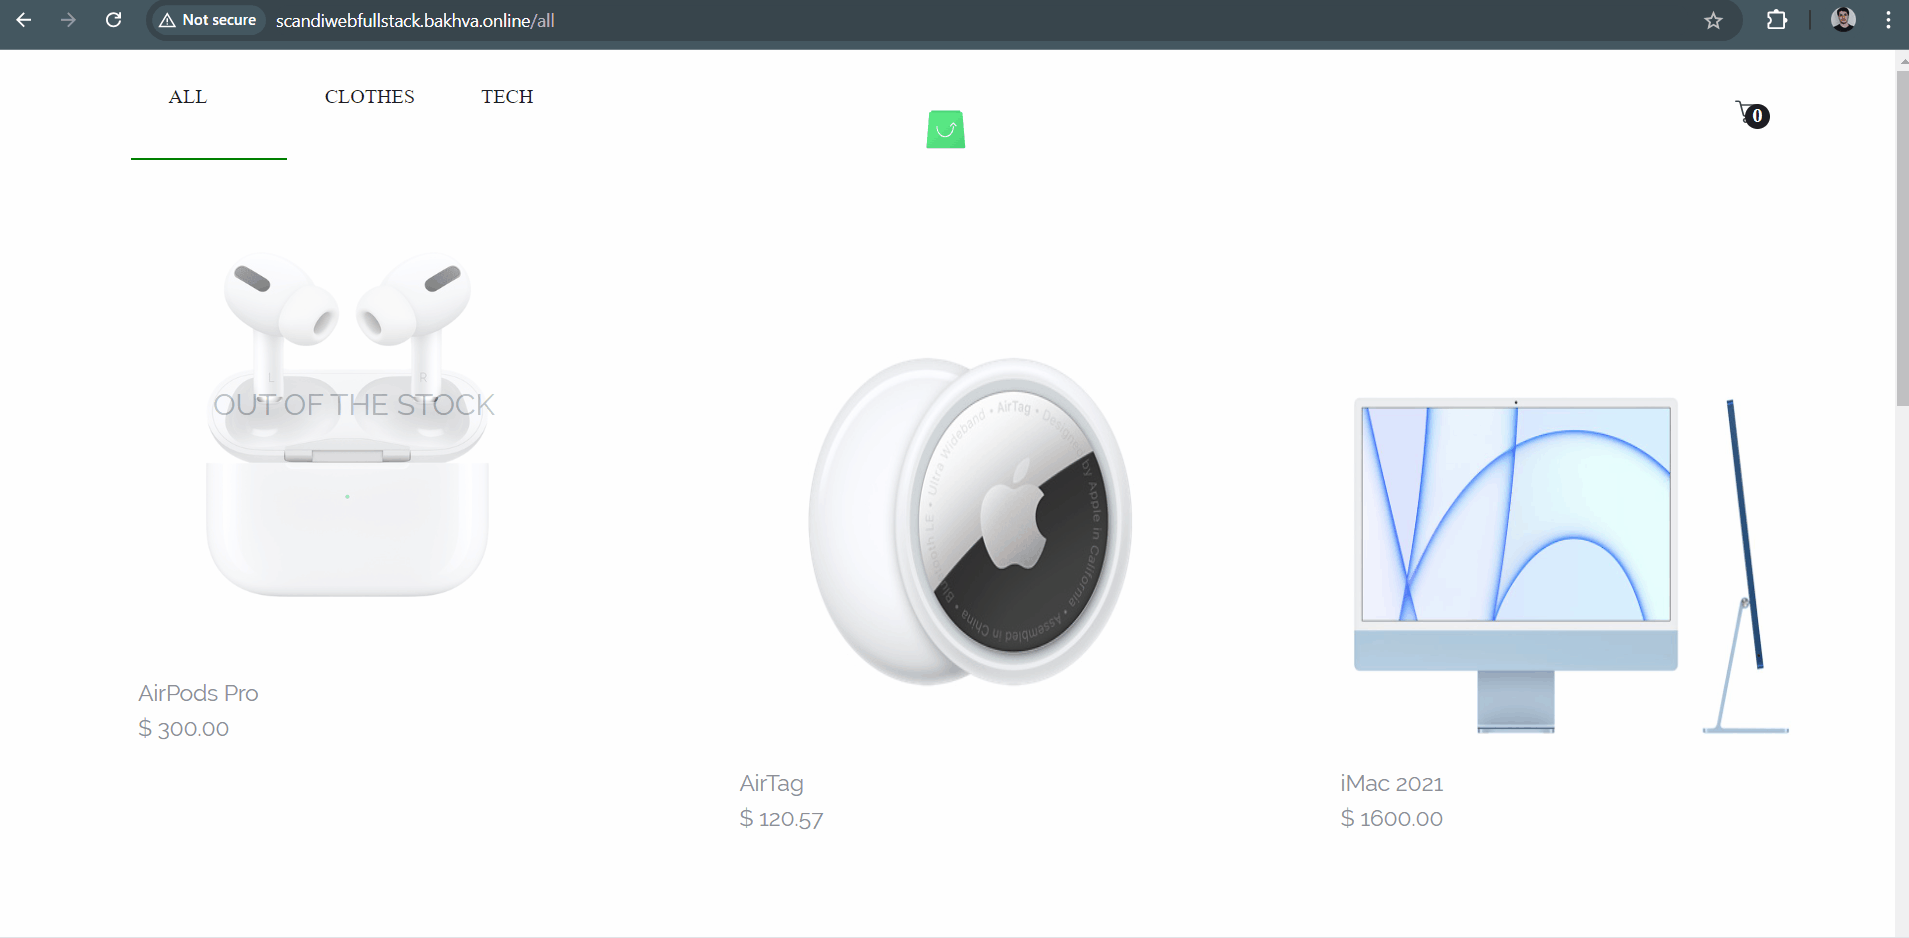 Not secure scandiwebfullstack.bakhva.online/all
ALL CLOTHES TECH
0
L R
OUT OF THE STOCK
Ultra Wideband • AirTag • Designed by Apple in California • Assembled in China • Bluetooth LE •
AirPods Pro
$ 300.00
AirTag
$ 120.57
iMac 2021
$ 1600.00